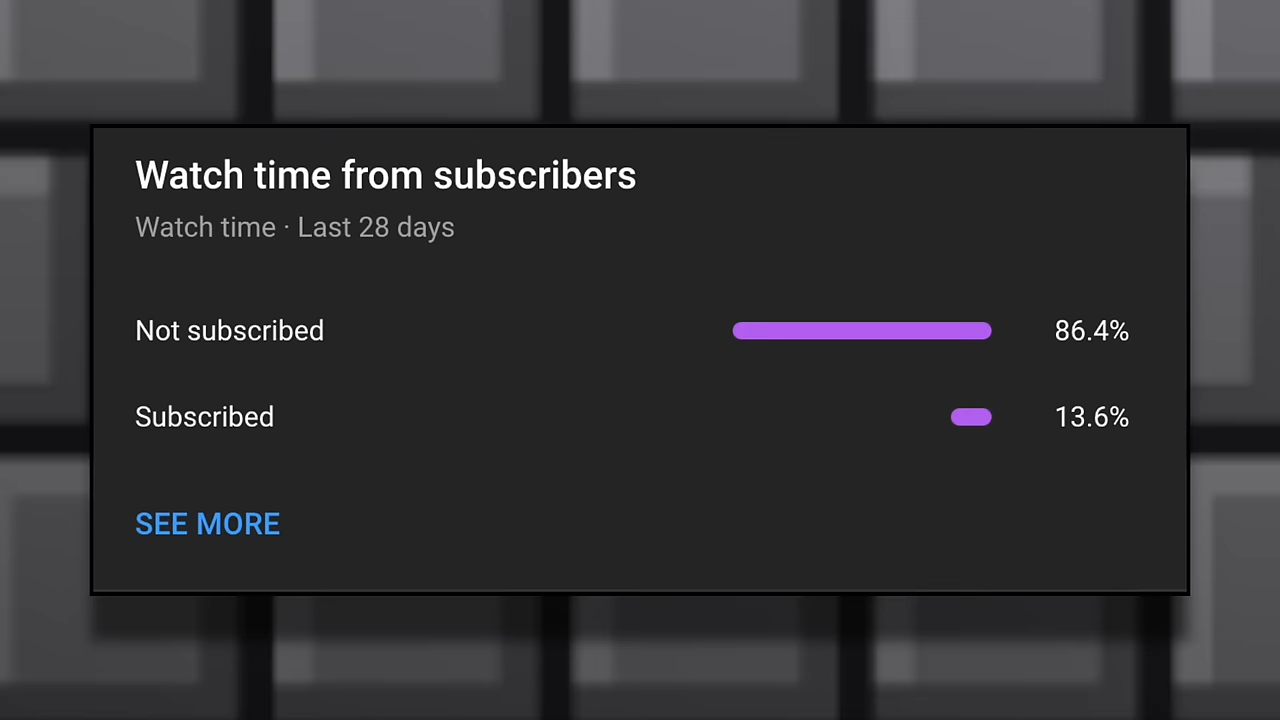 Watch time from subscribers
Watch time · Last 28 days
Not subscribed 86.4%
Subscribed 13.6%
SEE MORE